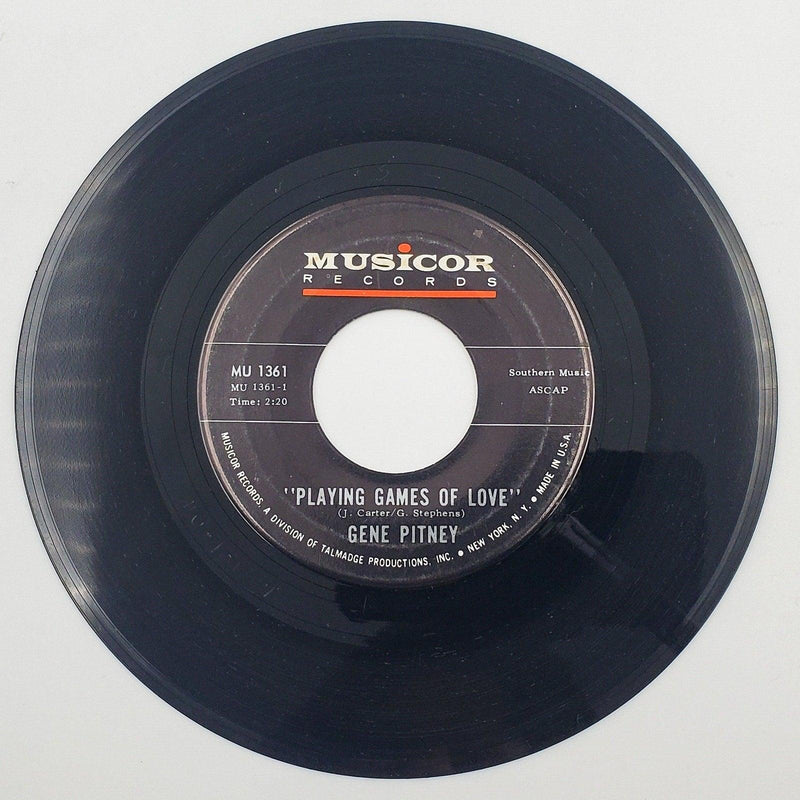 MUSiCOR
RECORDS
MU 1361
MU 1361-1
Time: 2:20
Southern Music
ASCAP
"PLAYING GAMES OF LOVE"
(J. Carter/G. Stephens)
GENE PITNEY
MUSICOR RECORDS, A DIVISION OF TALMADGE PRODUCTIONS, INC. ● NEW YORK, N. Y. ● MADE IN U.S.A.